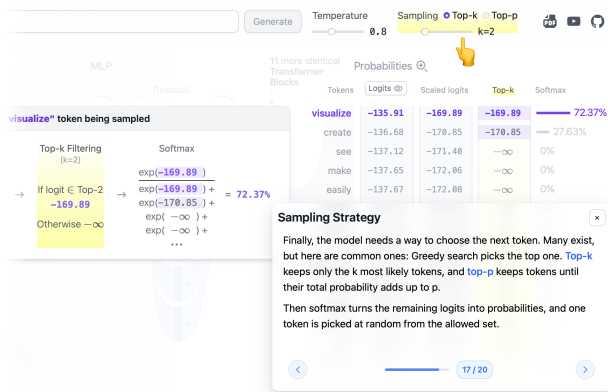 Generate
Temperature
0.8
Sampling Top-k Top-p
k=2
PDF
MLP
Residual
11 more identical
Transformer
Blocks
Probabilities
Tokens Logits Scaled logits Top-k Softmax
visualize -135.91 -169.89 -169.89 72.37%
create -136.68 -170.85 -170.85 27.63%
see -137.12 -171.40 -∞ 0%
make -137.65 -172.06 -∞ 0%
easily -137.67 -172.08 -∞ 0%
visualize" token being sampled
Top-k Filtering
(k=2)
→ If logit ∈ Top-2
-169.89
Otherwise -∞
→ Softmax
exp(-169.89 )
exp(-169.89 ) +
exp(-170.85 ) +
exp( -∞ ) +
exp( -∞ ) +
...
= 72.37%
Sampling Strategy
×
Finally, the model needs a way to choose the next token. Many exist,
but here are common ones: Greedy search picks the top one. Top-k
keeps only the k most likely tokens, and top-p keeps tokens until
their total probability adds up to p.
Then softmax turns the remaining logits into probabilities, and one
token is picked at random from the allowed set.
17 / 20